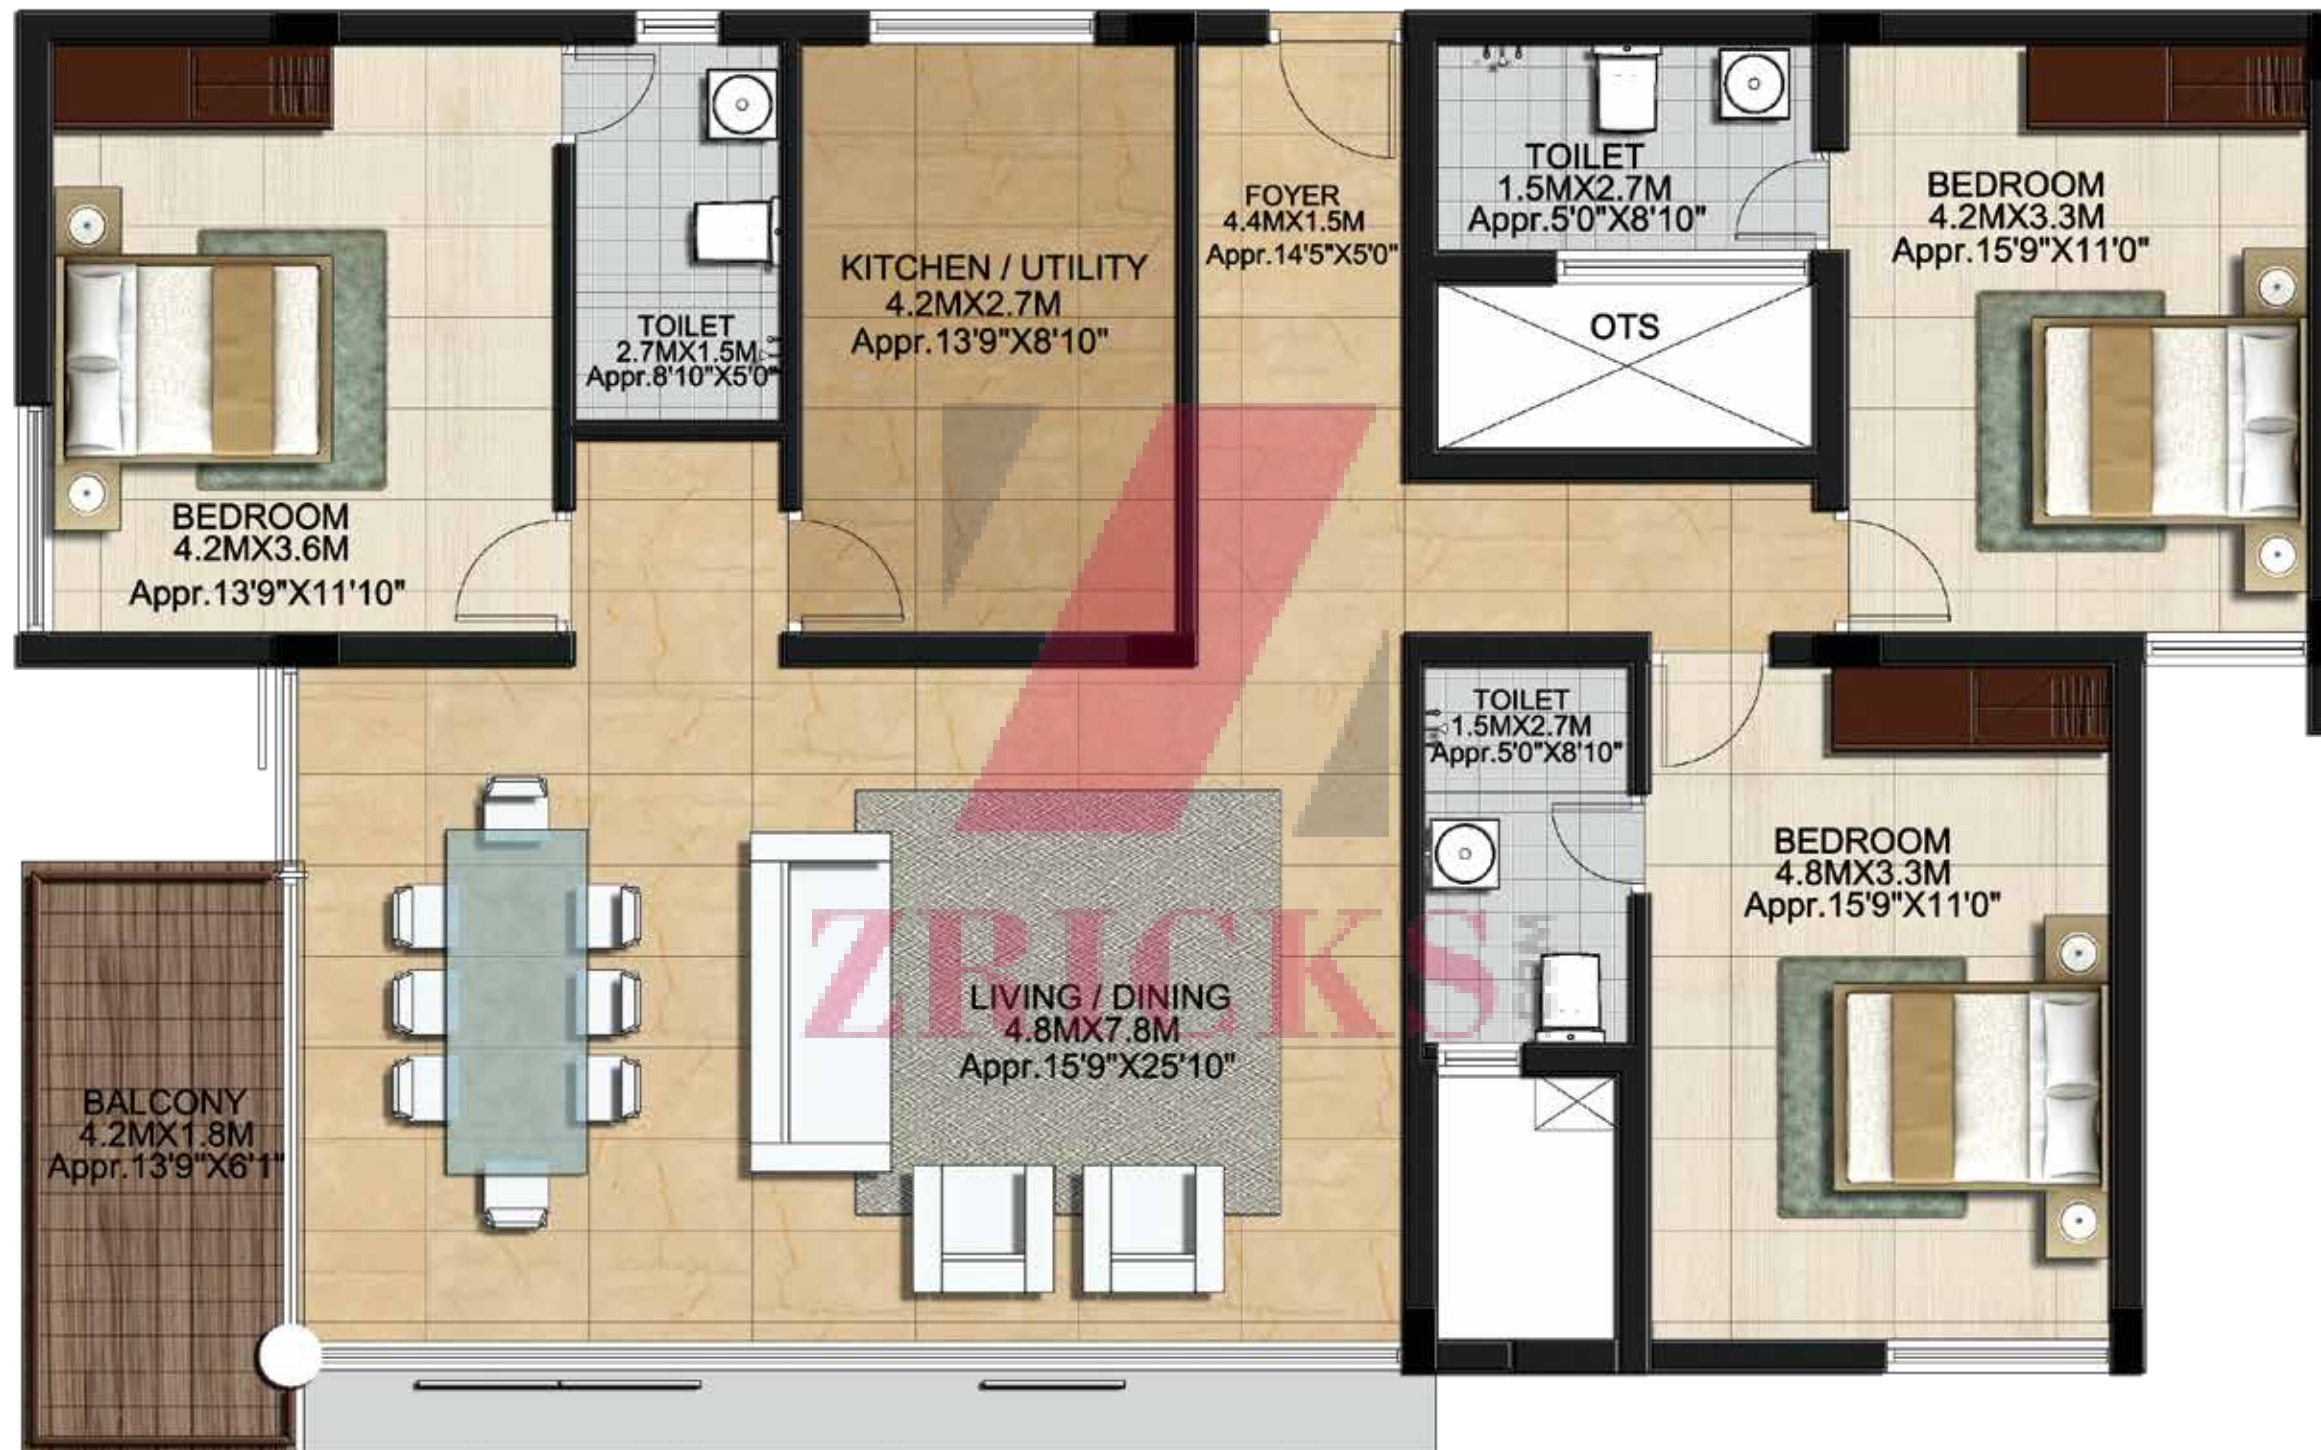 TOILET
1.5MX2.7M
Appr.5'0"X8'10"
BEDROOM
4.2MX3.3M
Appr.15'9"X11'0"
FOYER
4.4MX1.5M
Appr.14'5"X5'0"
KITCHEN / UTILITY
4.2MX2.7M
Appr.13'9"X8'10"
TOILET
2.7MX1.5M
Appr.8'10"X5'0"
OTS
BEDROOM
4.2MX3.6M
Appr.13'9"X11'10"
TOILET
1.5MX2.7M
Appr.5'0"X8'10"
BEDROOM
4.8MX3.3M
Appr.15'9"X11'0"
ZRICKS
.COM
LIVING / DINING
4.8MX7.8M
Appr.15'9"X25'10"
BALCONY
4.2MX1.8M
Appr.13'9"X6'1"